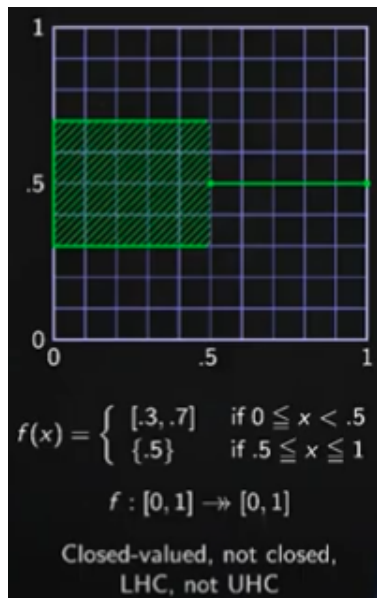 1
.5
0
0 .5 1
f(x) = { [.3, .7] if 0 ≦ x < .5
{.5} if .5 ≦ x ≦ 1
f : [0, 1] ↠ [0, 1]
Closed-valued, not closed,
LHC, not UHC